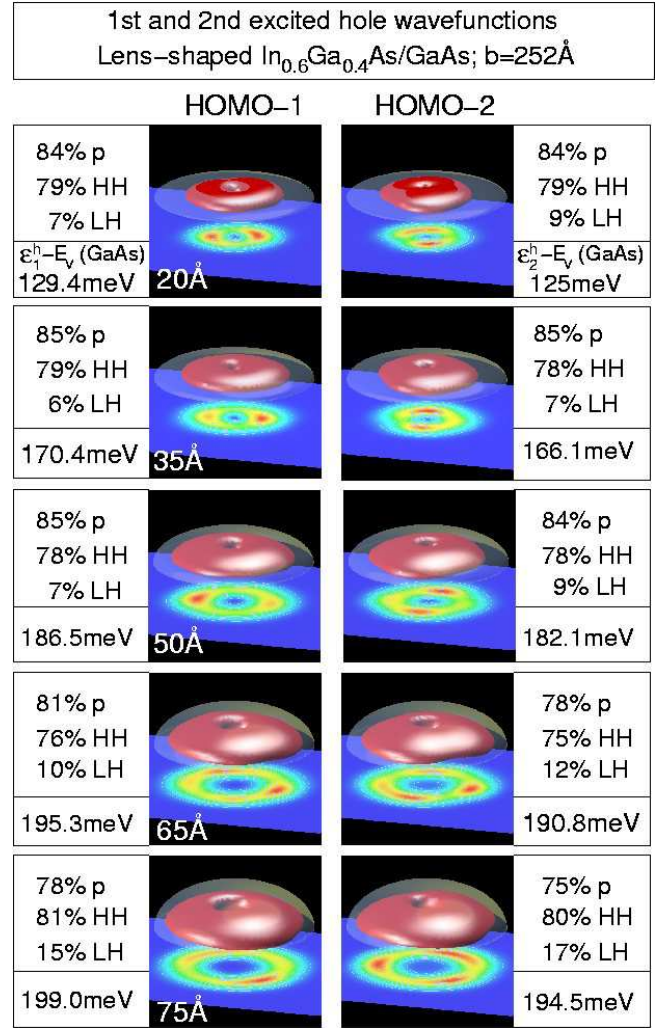 1st and 2nd excited hole wavefunctions
Lens-shaped In0.6Ga0.4As/GaAs; b=252Å
HOMO-1
HOMO-2
84% p
79% HH
7% LH
ε1^h-Ev (GaAs)
129.4meV
20Å
84% p
79% HH
9% LH
ε2^h-Ev (GaAs)
125meV
85% p
79% HH
6% LH
170.4meV
35Å
85% p
78% HH
7% LH
166.1meV
85% p
78% HH
7% LH
186.5meV
50Å
84% p
78% HH
9% LH
182.1meV
81% p
76% HH
10% LH
195.3meV
65Å
78% p
75% HH
12% LH
190.8meV
78% p
81% HH
15% LH
199.0meV
75Å
75% p
80% HH
17% LH
194.5meV